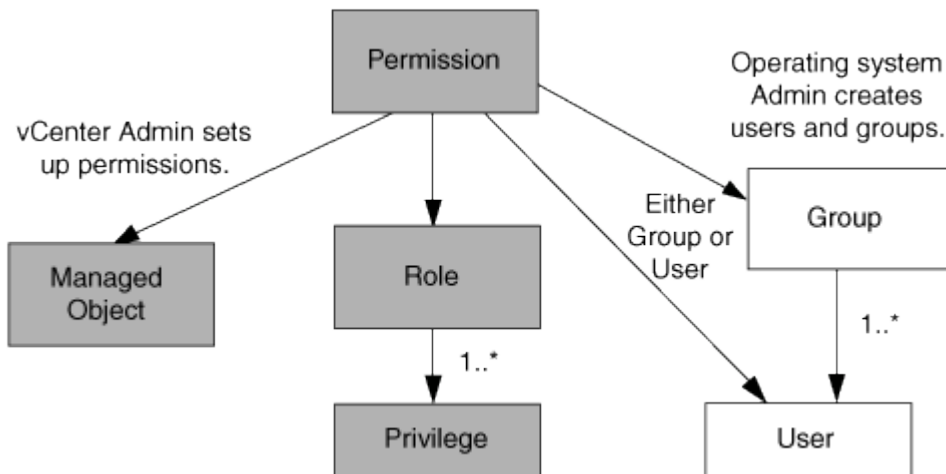 Permission
Operating system
Admin creates
users and groups.
vCenter Admin sets
up permissions.
Either
Group or
User
Group
Managed
Object
Role
1..*
1..*
Privilege
User